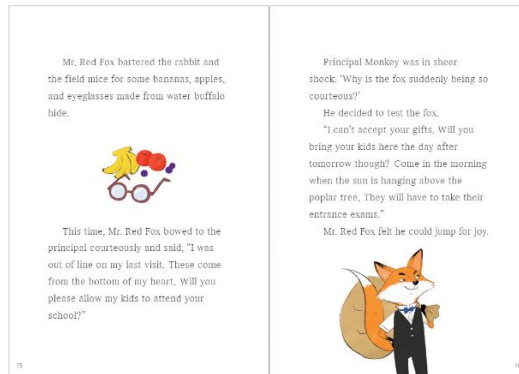 Mr. Red Fox bartered the rabbit and
the field mice for some bananas, apples,
and eyeglasses made from water buffalo
hide.
This time, Mr. Red Fox bowed to the
principal courteously and said, "I was
out of line on my last visit. These come
from the bottom of my heart. Will you
please allow my kids to attend your
school?"
15
Principal Monkey was in sheer
shock. 'Why is the fox suddenly being so
courteous?'
He decided to test the fox.
"I can't accept your gifts. Will you
bring your kids here the day after
tomorrow though? Come in the morning
when the sun is hanging above the
poplar tree. They will have to take their
entrance exams."
Mr. Red Fox felt he could jump for joy.